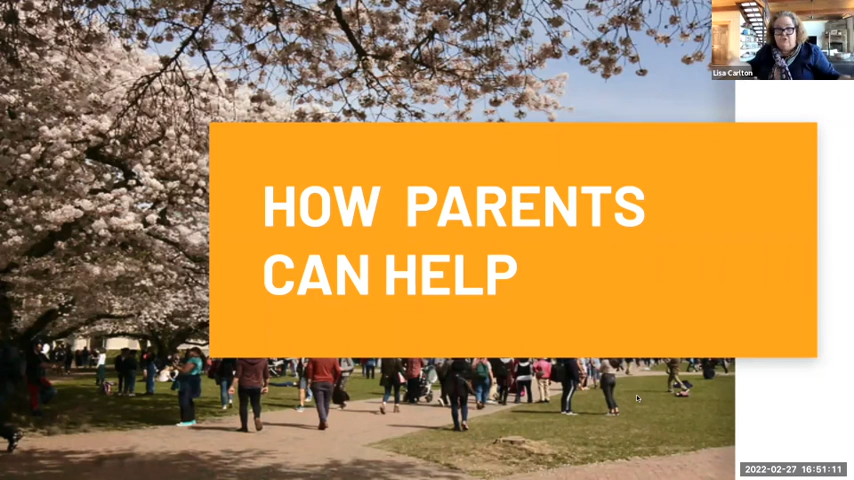 Lisa Carlton
HOW PARENTS
CAN HELP
2022-02-27 16:51:11